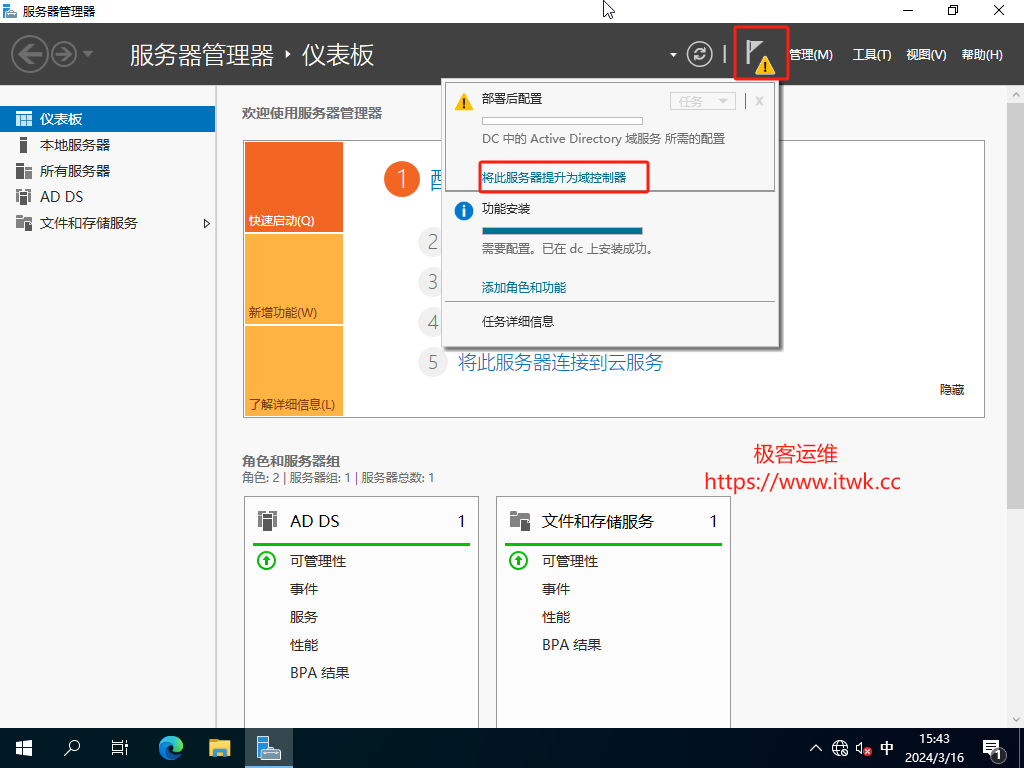 服务器管理器
服务器管理器 · 仪表板
管理(M) 工具(T) 视图(V) 帮助(H)
仪表板
本地服务器
所有服务器
AD DS
文件和存储服务
欢迎使用服务器管理器
快速启动(Q)
新增功能(W)
了解详细信息(L)
1
2
3
4
5 将此服务器连接到云服务
隐藏
部署后配置
任务
X
DC 中的 Active Directory 域服务 所需的配置
将此服务器提升为域控制器
功能安装
需要配置。已在 dc 上安装成功。
添加角色和功能
任务详细信息
极客运维
https://www.itwk.cc
角色和服务器组
角色: 2 | 服务器组: 1 | 服务器总数: 1
AD DS 1
可管理性
事件
服务
性能
BPA 结果
文件和存储服务 1
可管理性
事件
性能
BPA 结果
中
15:43
2024/3/16
1